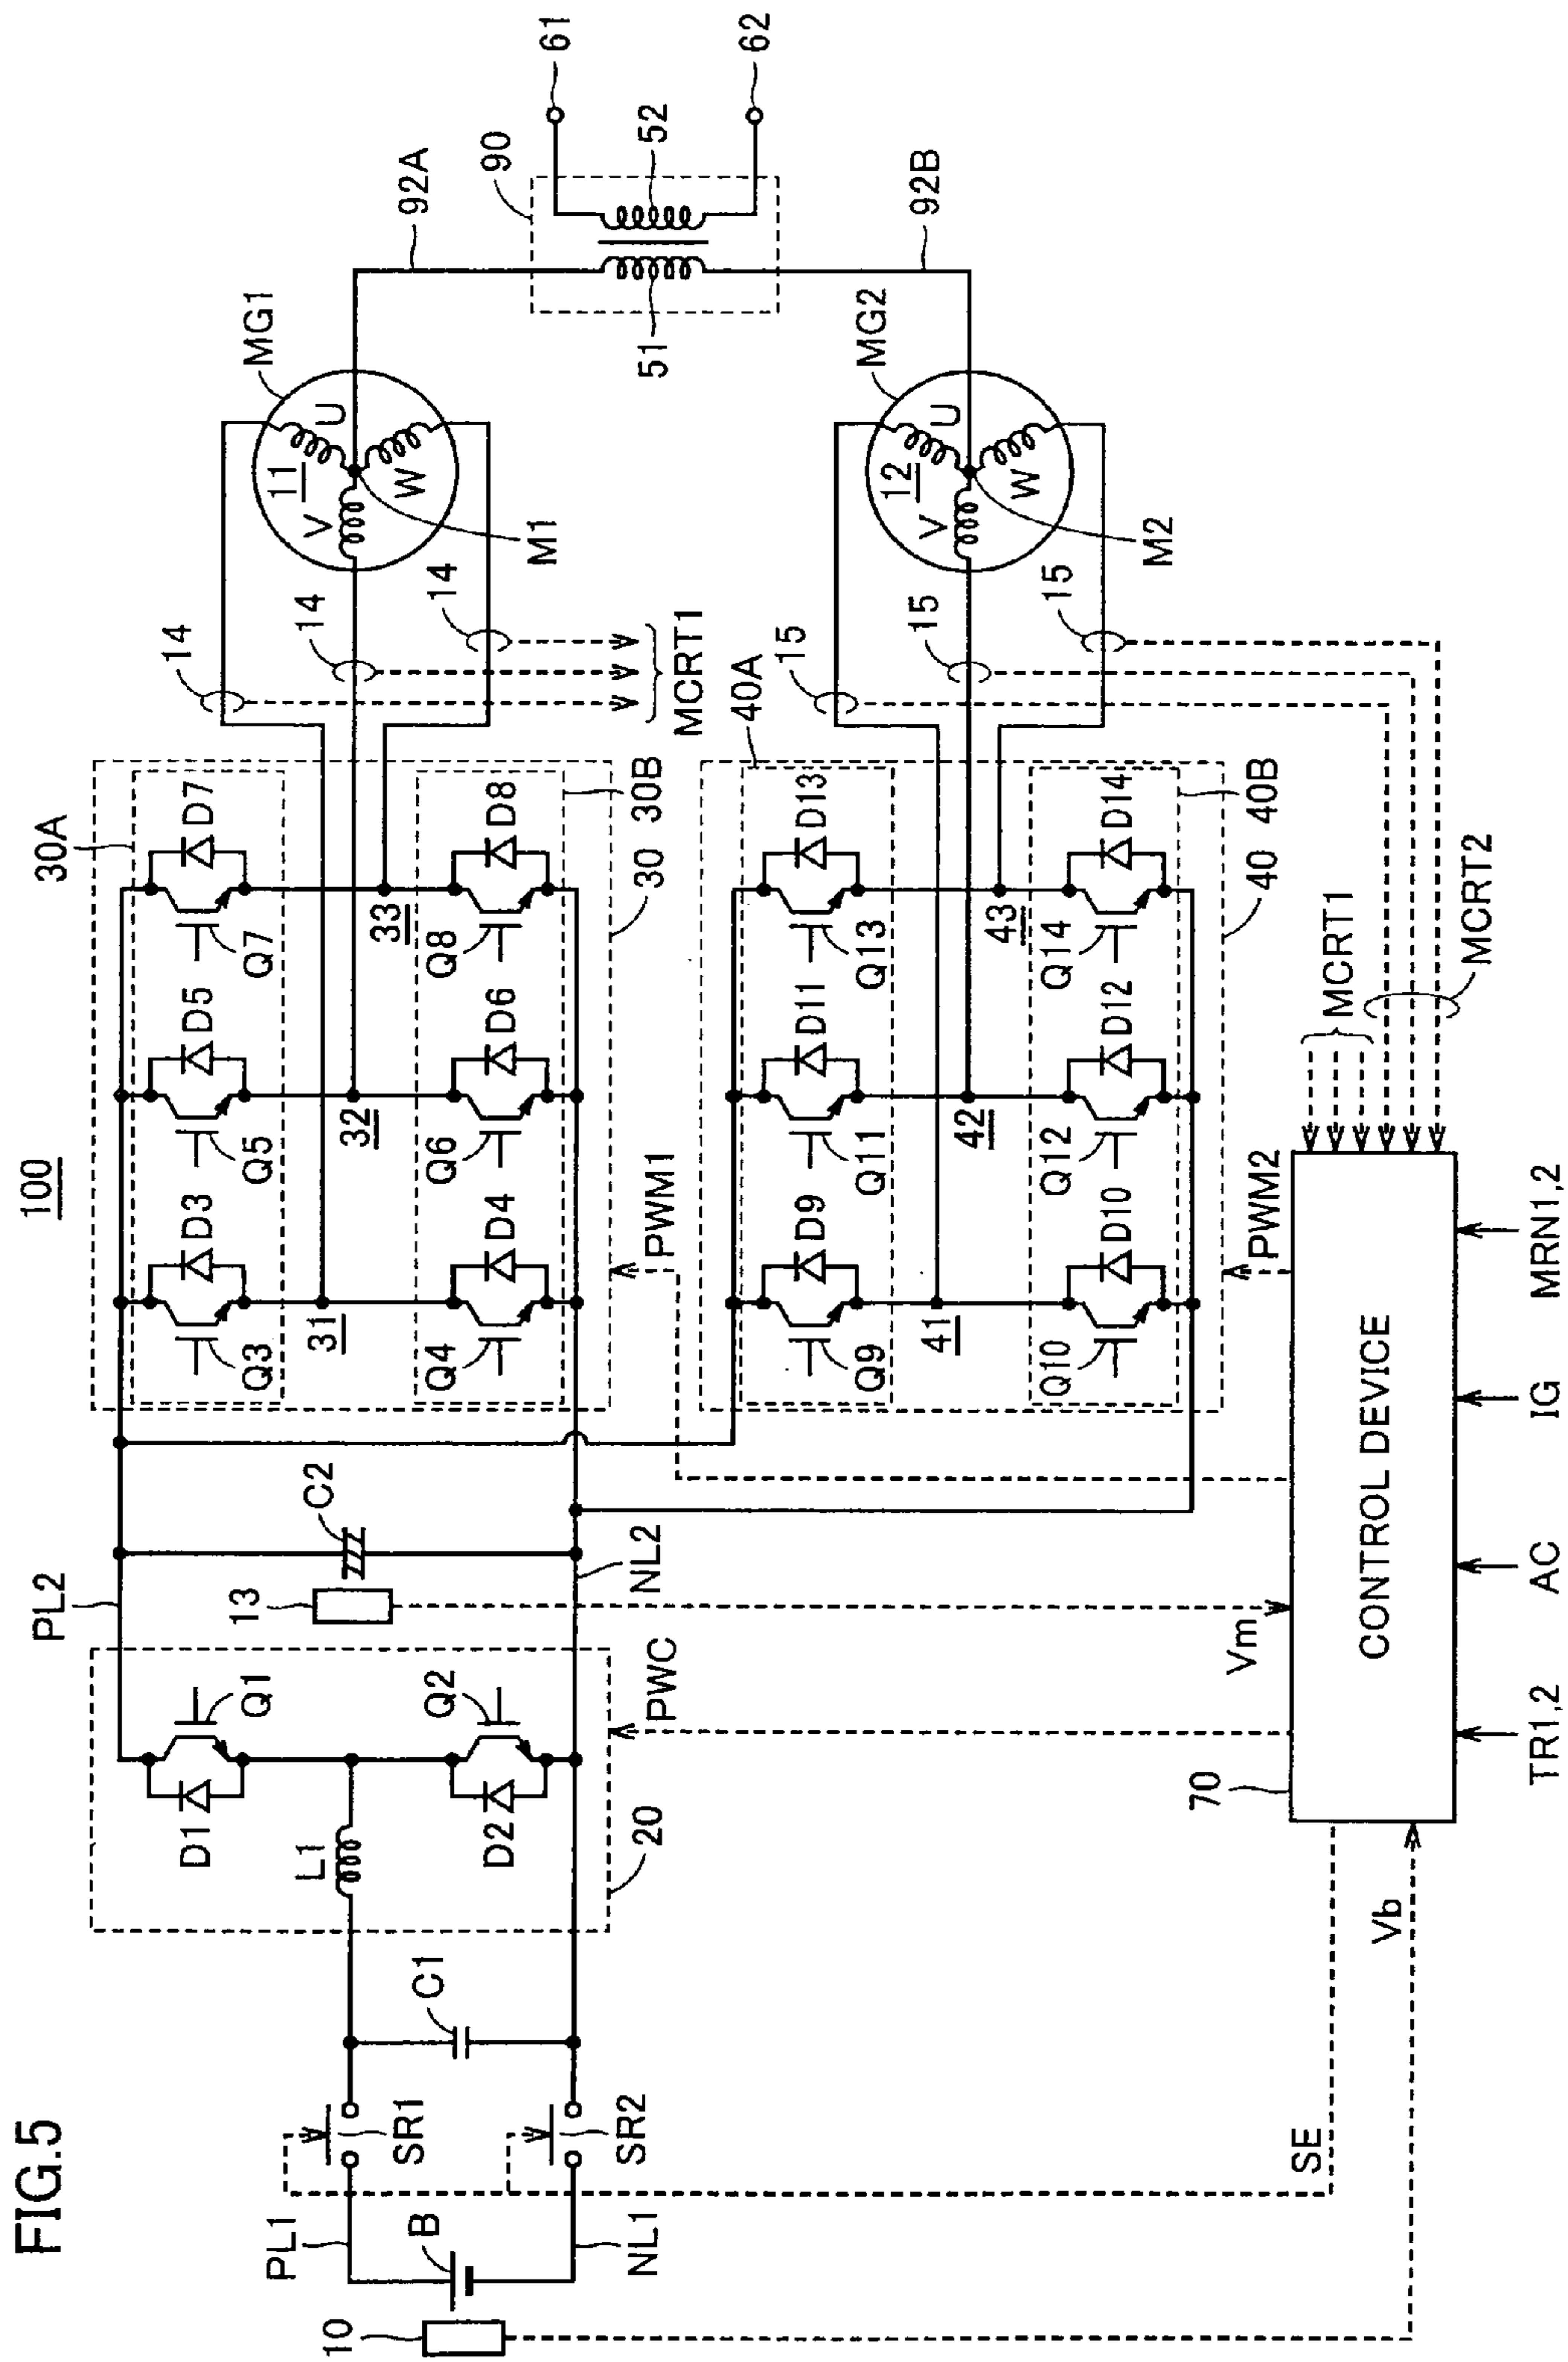 FIG.5
100
PL1
B
NL1
10
SR1
SR2
SE
Vb
C1
L1
D1
Q1
D2
Q2
20
PWC
PL2
13
C2
NL2
Vm
70
CONTROL DEVICE
TR1,2
AC
IG
MRN1,2
PWM1
PWM2
30A
Q3
D3
Q5
D5
Q7
D7
31
32
33
Q4
D4
Q6
D6
Q8
D8
30
30B
40A
Q9
D9
Q11
D11
Q13
D13
41
42
43
Q10
D10
Q12
D12
Q14
D14
40
40B
MCRT1
MCRT2
14
14
14
MCRT1
15
15
15
MG1
11
U
V
W
M1
MG2
12
U
V
W
M2
92A
90
51
52
92B
61
62